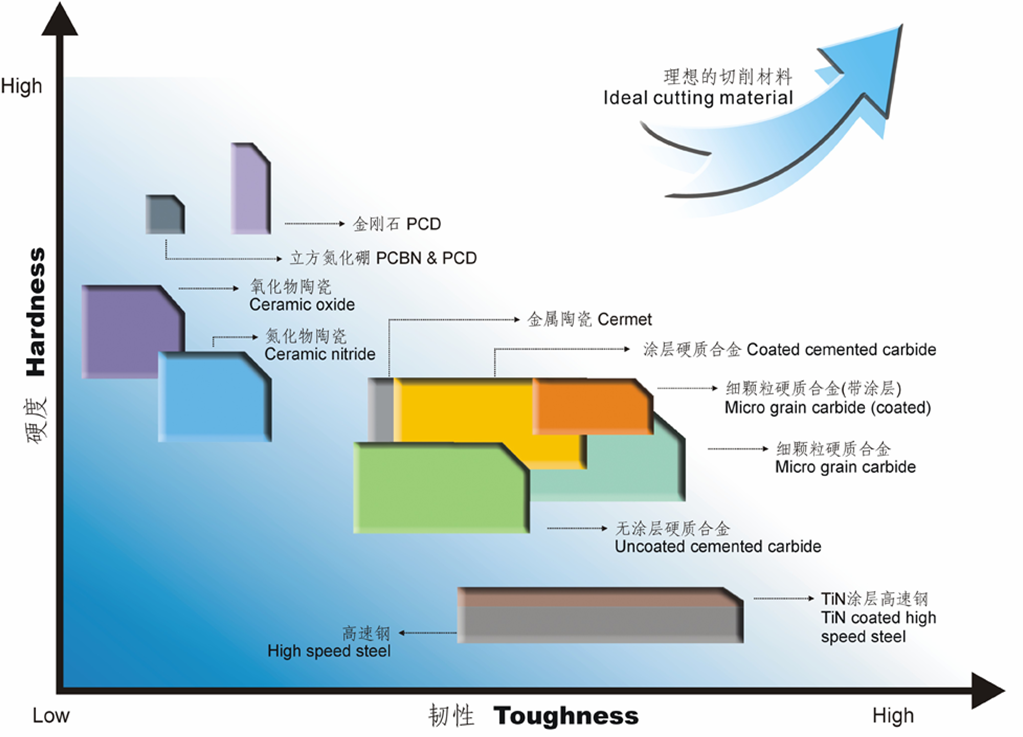 High
理想的切削材料
Ideal cutting material
金刚石 PCD
立方氮化硼 PCBN & PCD
氧化物陶瓷
Ceramic oxide
氮化物陶瓷
Ceramic nitride
金属陶瓷 Cermet
涂层硬质合金 Coated cemented carbide
细颗粒硬质合金(带涂层)
Micro grain carbide (coated)
细颗粒硬质合金
Micro grain carbide
无涂层硬质合金
Uncoated cemented carbide
TiN涂层高速钢
TiN coated high
speed steel
高速钢
High speed steel
硬度 Hardness
Low
韧性 Toughness
High